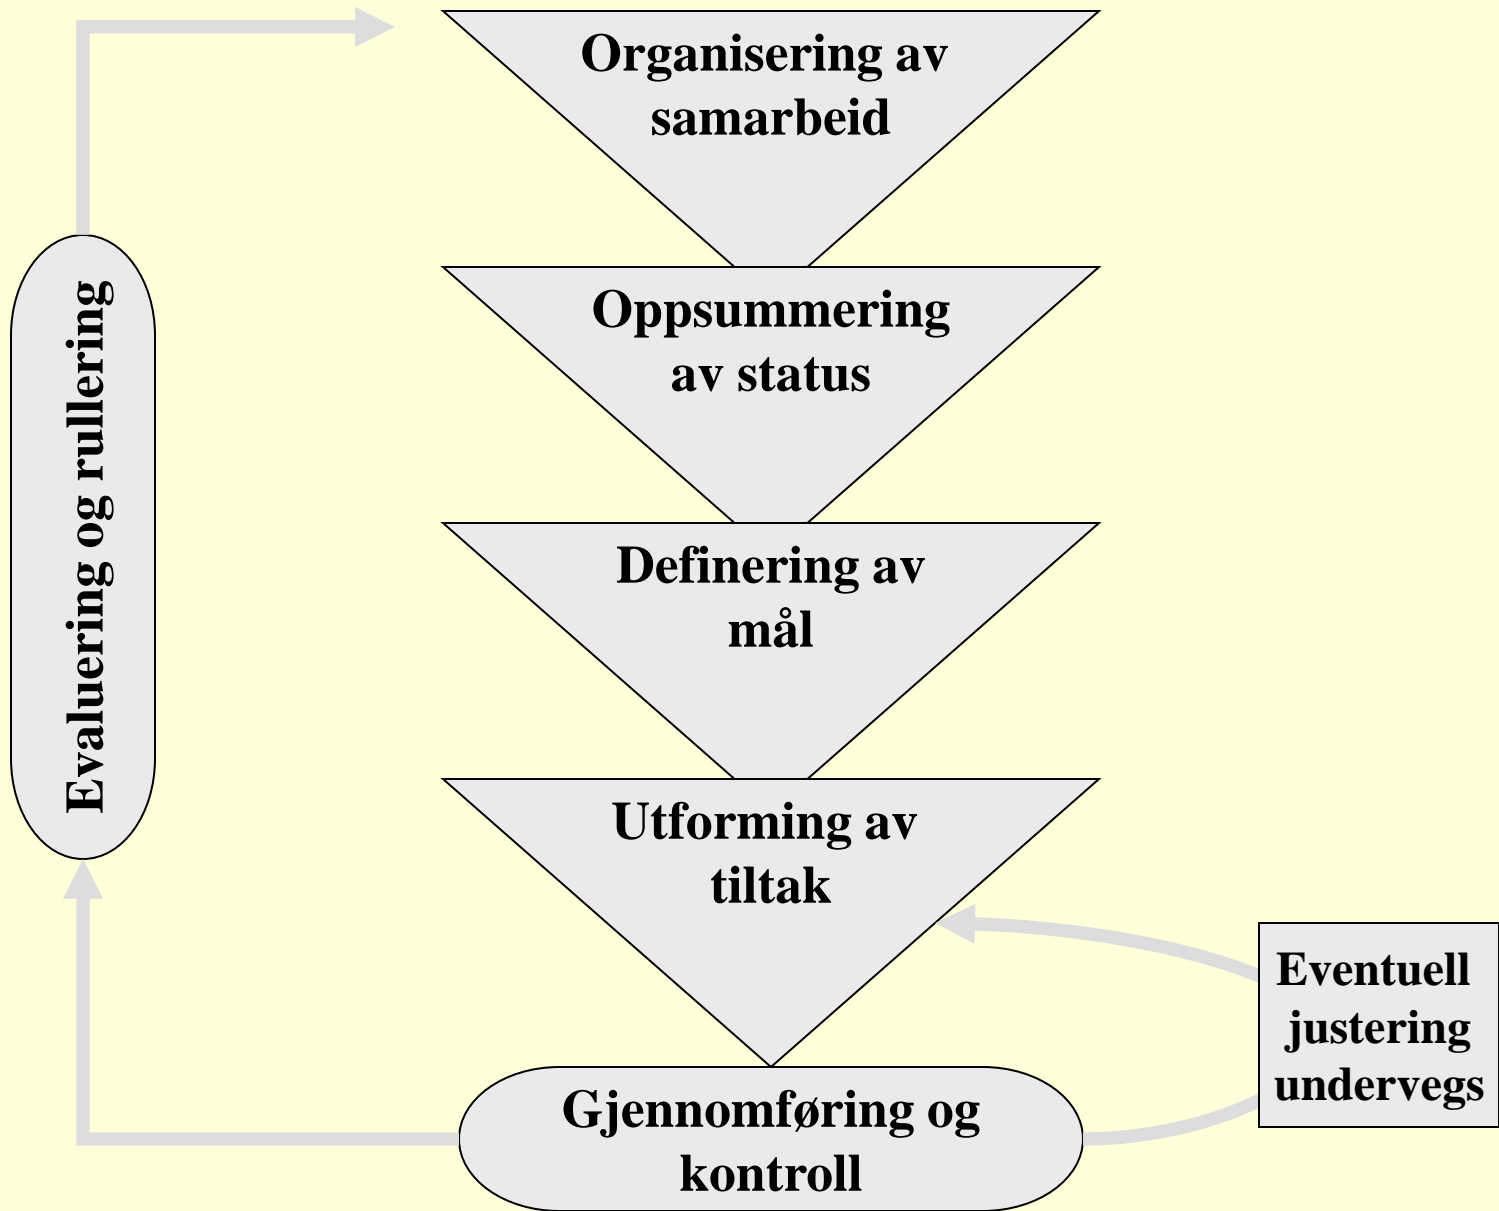 Organisering av
samarbeid
Oppsummering
av status
Definering av
mål
Utforming av
tiltak
Gjennomføring og
kontroll
Evaluering og rullering
Eventuell
justering
undervegs